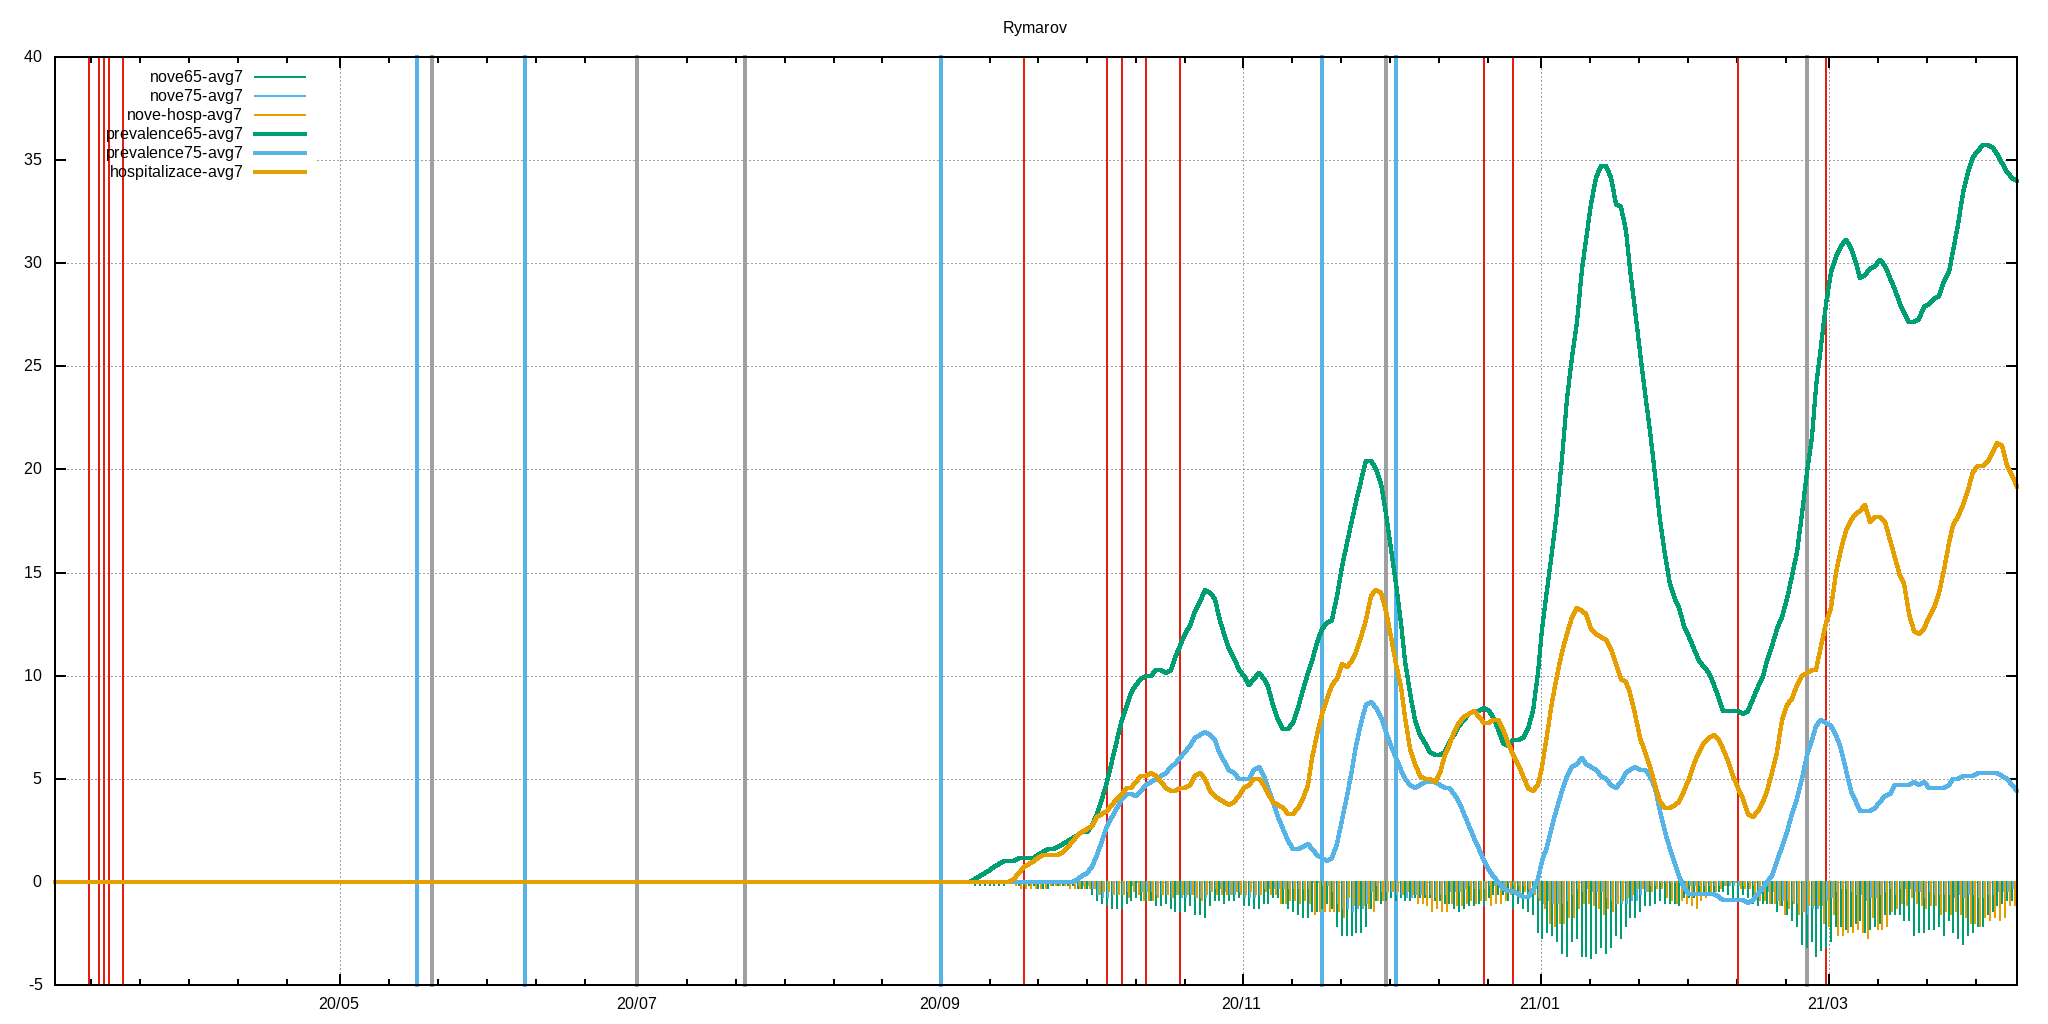 Rymarov
40
nove65-avg7
nove75-avg7
nove-hosp-avg7
prevalence65-avg7
prevalence75-avg7
hospitalizace-avg7
35
30
25
20
15
10
5
0
-5
20/05 20/07 20/09 20/11 21/01 21/03